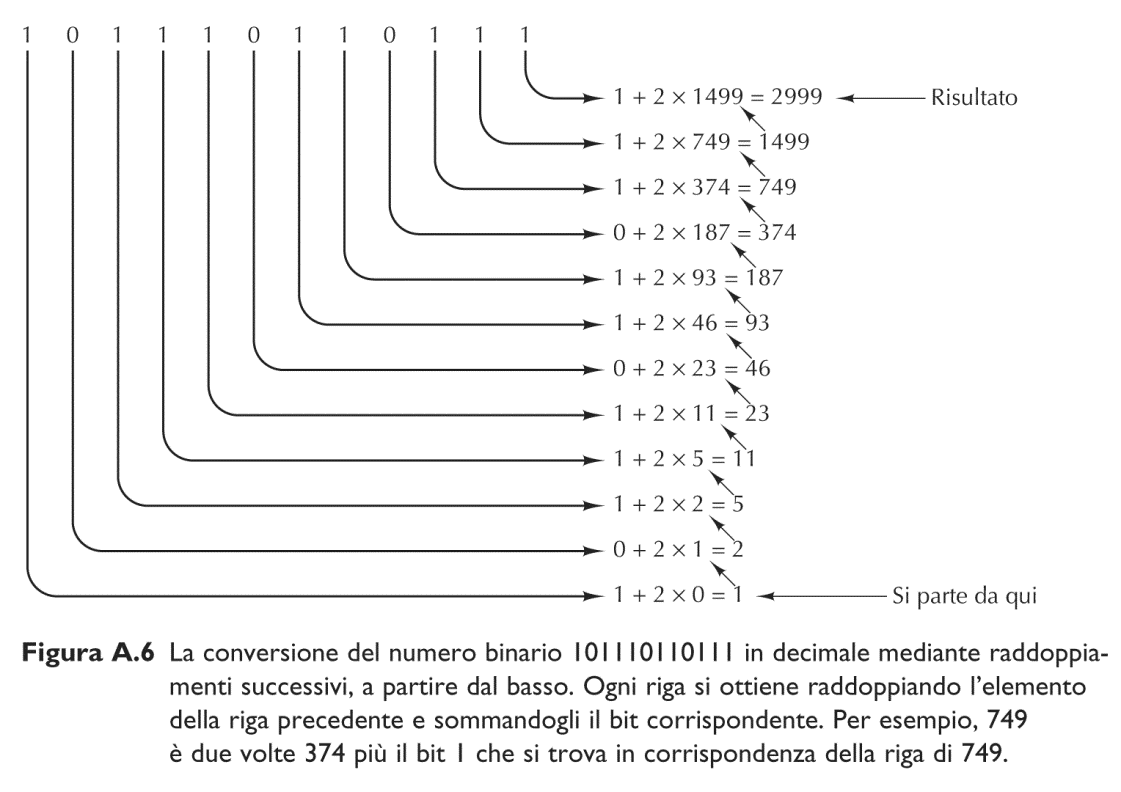 1 0 1 1 1 0 1 1 0 1 1 1
1 + 2 × 1499 = 2999 Risultato
1 + 2 × 749 = 1499
1 + 2 × 374 = 749
0 + 2 × 187 = 374
1 + 2 × 93 = 187
1 + 2 × 46 = 93
0 + 2 × 23 = 46
1 + 2 × 11 = 23
1 + 2 × 5 = 11
1 + 2 × 2 = 5
0 + 2 × 1 = 2
1 + 2 × 0 = 1 Si parte da qui
Figura A.6 La conversione del numero binario 101110110111 in decimale mediante raddoppia-
menti successivi, a partire dal basso. Ogni riga si ottiene raddoppiando l’elemento
della riga precedente e sommandogli il bit corrispondente. Per esempio, 749
è due volte 374 più il bit 1 che si trova in corrispondenza della riga di 749.